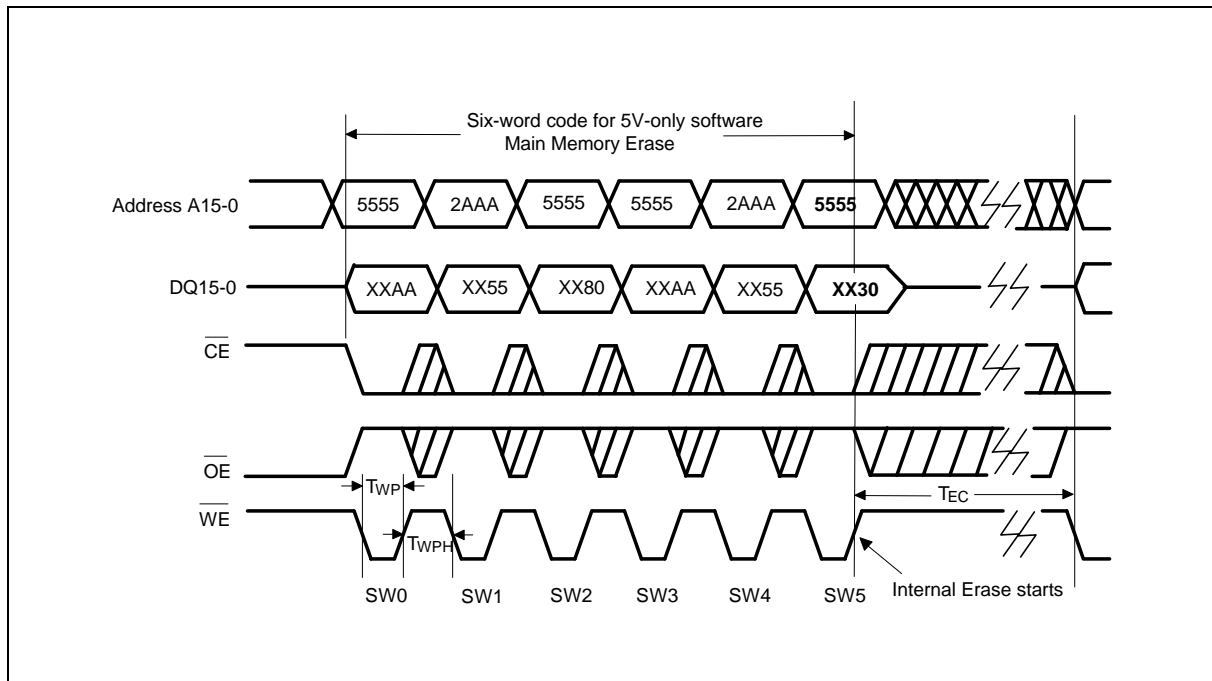 Six-word code for 5V-only software
Main Memory Erase
Address A15-0
5555
2AAA
5555
5555
2AAA
5555
DQ15-0
XXAA
XX55
XX80
XXAA
XX55
XX30
CE
OE
TWP
TEC
WE
TWPH
SW0
SW1
SW2
SW3
SW4
SW5
Internal Erase starts